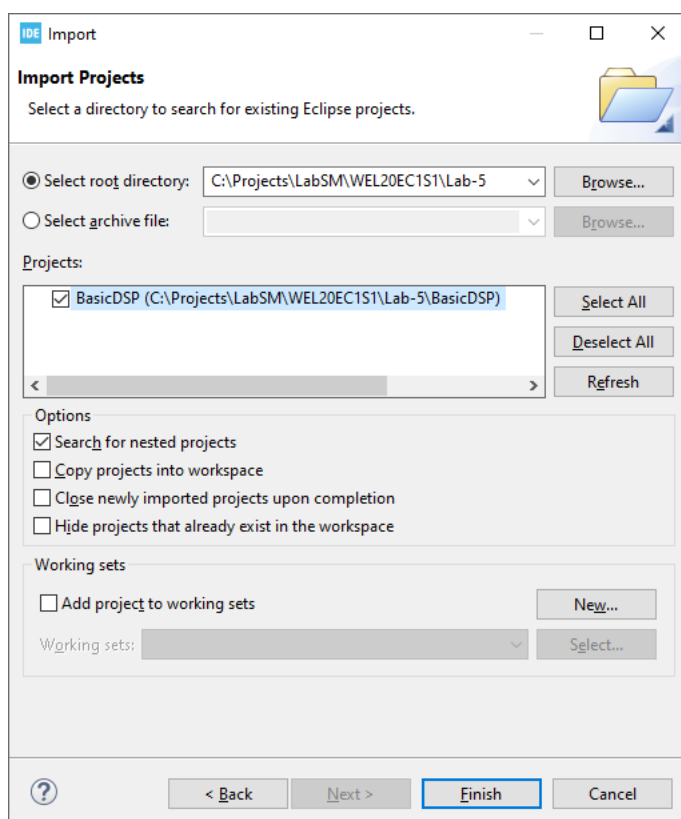 IDE Import
Import Projects
Select a directory to search for existing Eclipse projects.
Select root directory: C:\Projects\LabSM\WEL20EC1S1\Lab-5 Browse...
Select archive file: Browse...
Projects:
BasicDSP (C:\Projects\LabSM\WEL20EC1S1\Lab-5\BasicDSP) Select All
Deselect All
Refresh
Options
Search for nested projects
Copy projects into workspace
Close newly imported projects upon completion
Hide projects that already exist in the workspace
Working sets
Add project to working sets New...
Working sets: Select...
? < Back Next > Finish Cancel